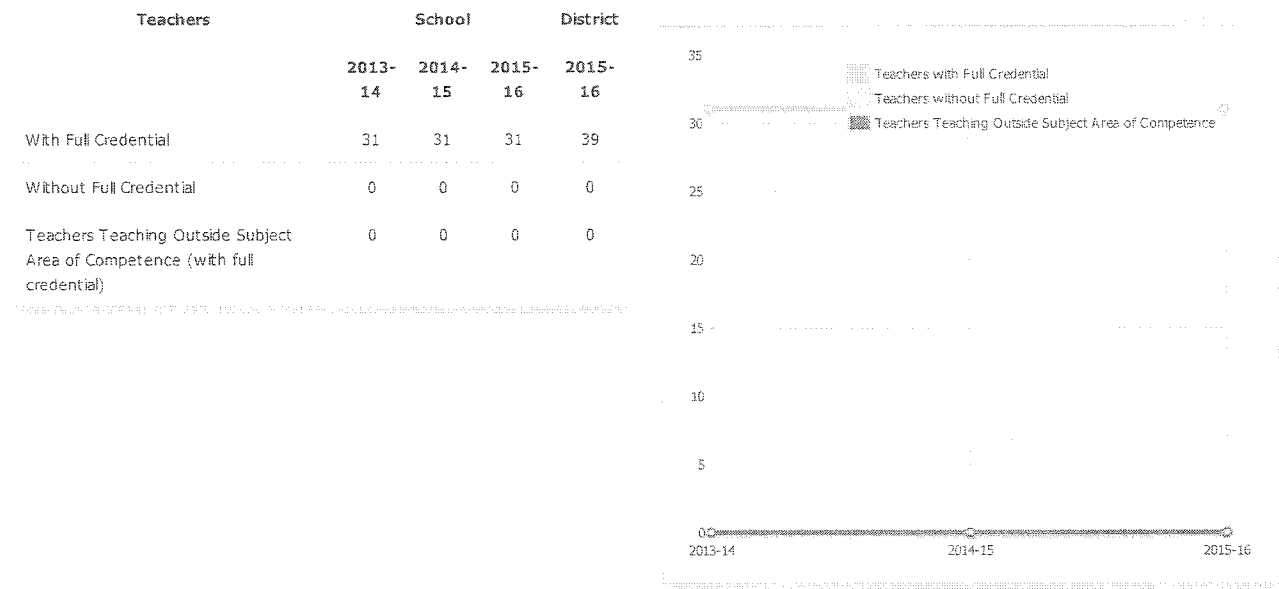 Teachers School District
2013- 2014- 2015- 2015-
14 15 16 16
With Full Credential 31 31 31 39
Without Full Credential 0 0 0 0
Teachers Teaching Outside Subject 0 0 0 0
Area of Competence (with full
credential)
35
Teachers with Full Credential
Teachers without Full Credential
30
Teachers Teaching Outside Subject Area of Competence
25
20
15
10
5
0
2013-14 2014-15 2015-16